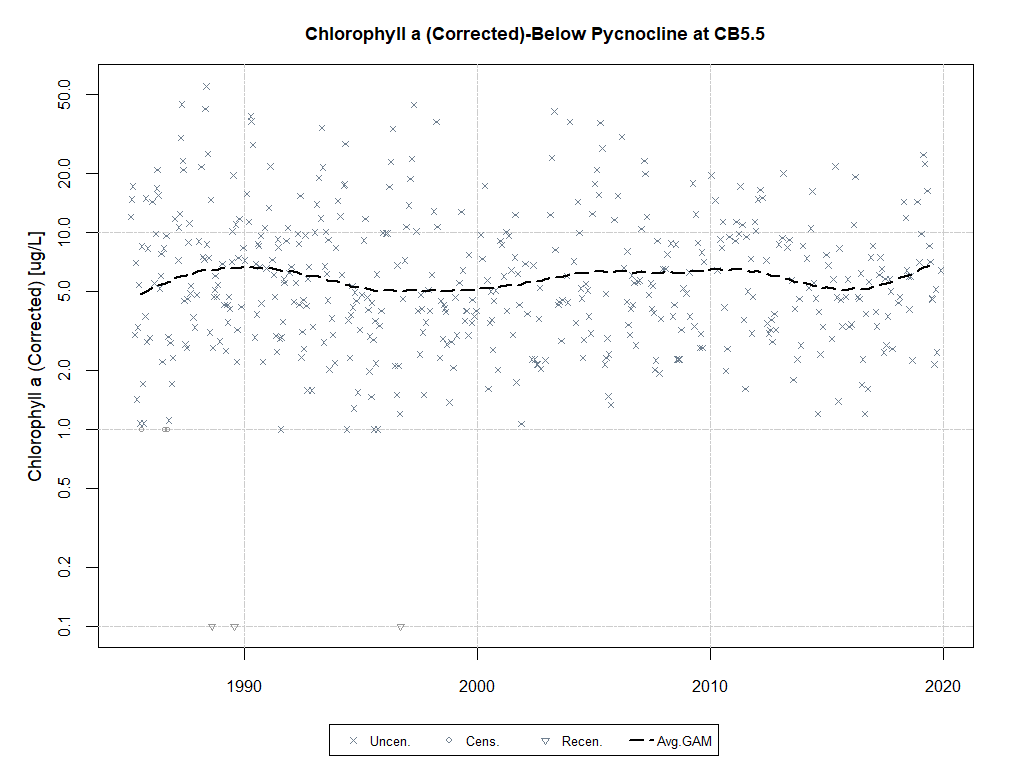 Chlorophyll a (Corrected)-Below Pycnocline at CB5.5
Chlorophyll a (Corrected) [ug/L]
50.0
20.0
10.0
5.0
2.0
1.0
0.5
0.2
0.1
1990 2000 2010 2020
Uncen. Cens. Recen. Avg.GAM